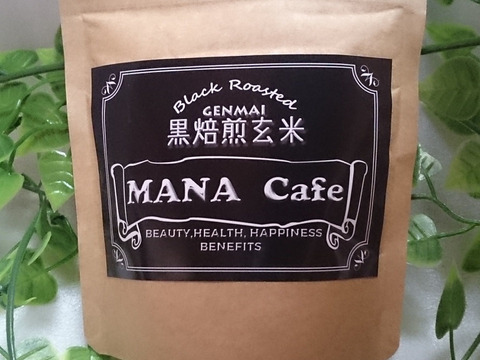 Black Roasted
GENMAI
黒焙煎玄米
MANA Cafe
BEAUTY,HEALTH, HAPPINESS
BENEFITS